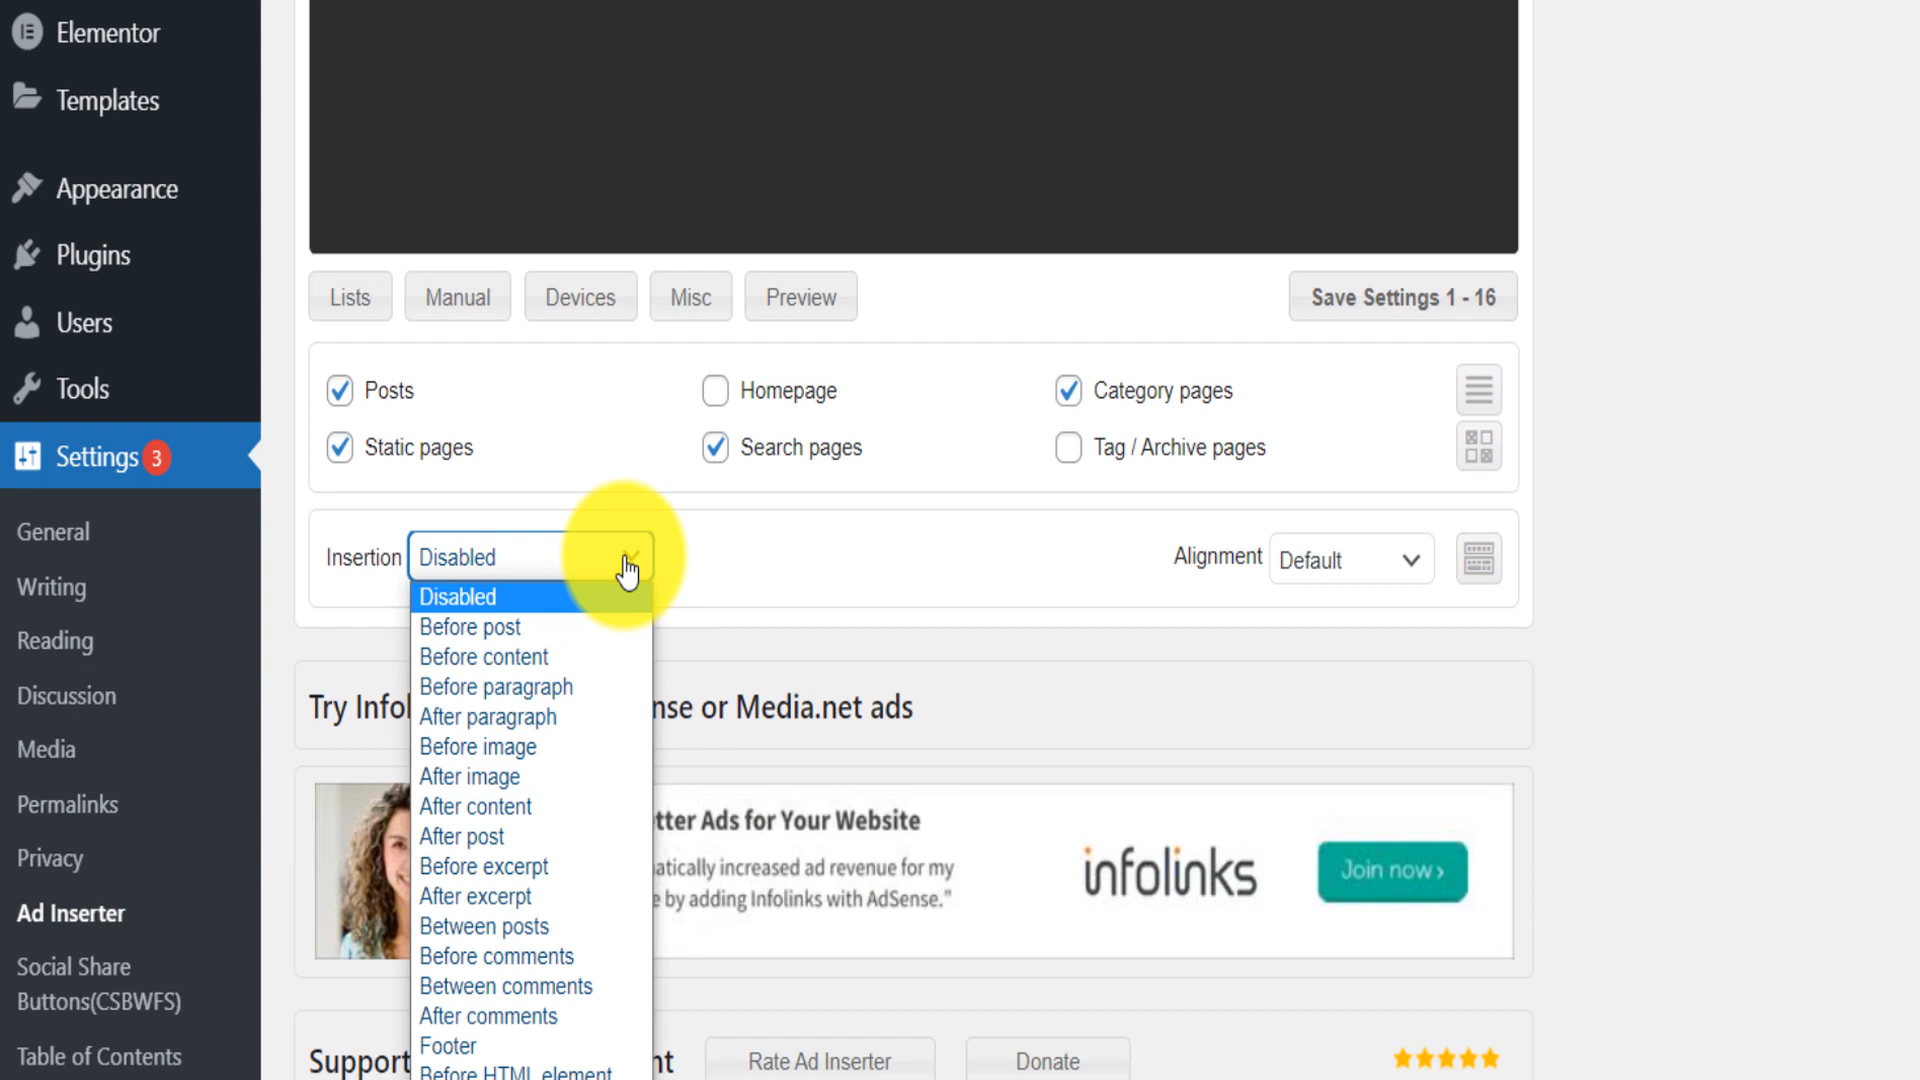 Elementor
Templates
Appearance
Plugins
Users
Tools
Settings 3
General
Writing
Reading
Discussion
Media
Permalinks
Privacy
Ad Inserter
Social Share
Buttons(CSBWFS)
Table of Contents
Lists Manual Devices Misc Preview Save Settings 1 - 16
Posts Homepage Category pages
Static pages Search pages Tag / Archive pages
Insertion Disabled Alignment Default
Disabled
Before post
Before content
Before paragraph
After paragraph
Before image
After image
After content
After post
Before excerpt
After excerpt
Between posts
Before comments
Between comments
After comments
Footer
Before HTML element
Try or Media.net ads
Ads for Your Website
increased ad revenue for my
by adding Infolinks with AdSense."
infolinks
Join now ›
Support Rate Ad Inserter Donate